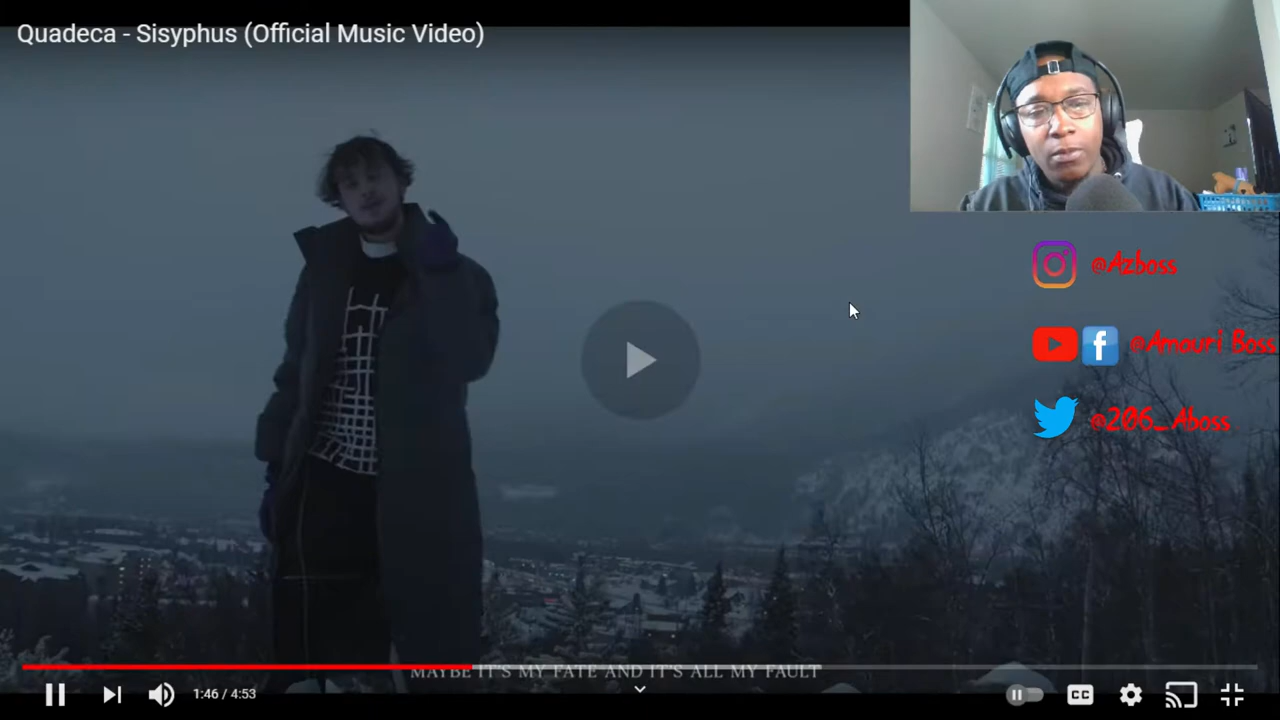 Quadeca - Sisyphus (Official Music Video)
@Azboss
@Amouri Boss
@206_Aboss
MAYBE IT'S MY FATE AND IT'S ALL MY FAULT
1:46 / 4:53
CC